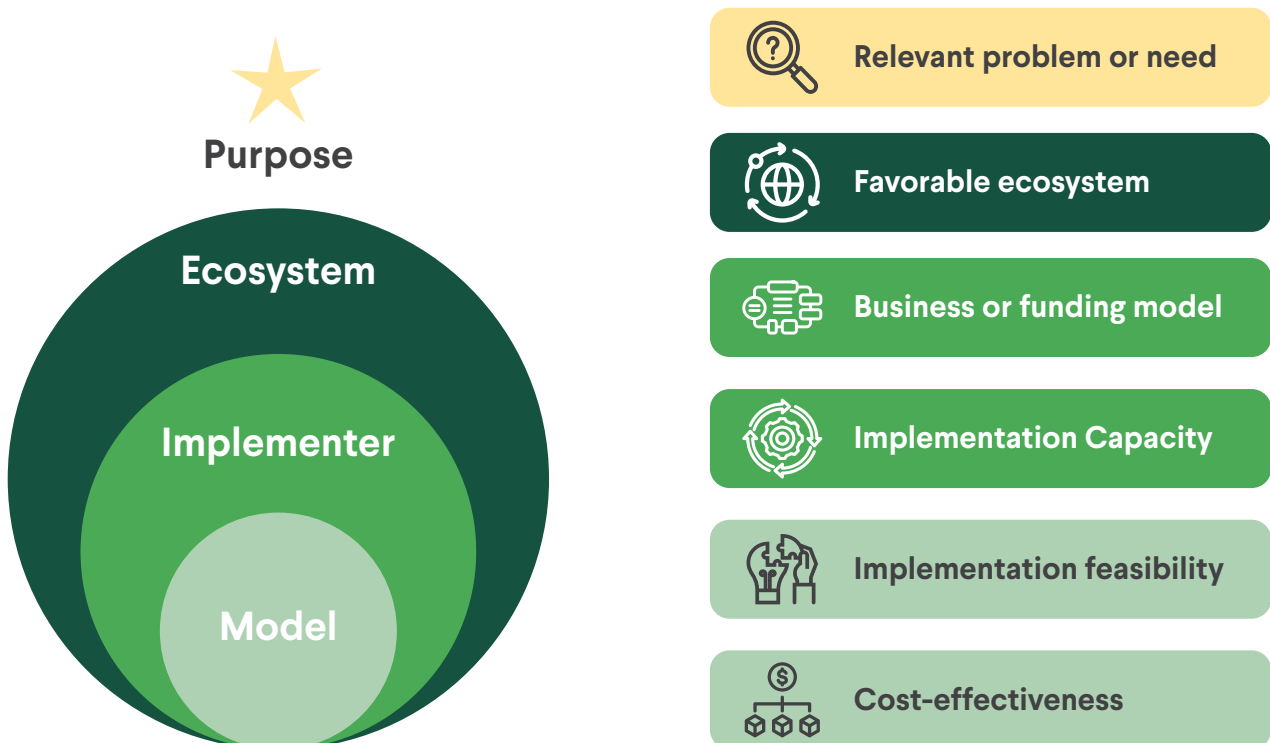 Purpose
Ecosystem
Implementer
Model
Relevant problem or need
Favorable ecosystem
Business or funding model
Implementation Capacity
Implementation feasibility
Cost-effectiveness